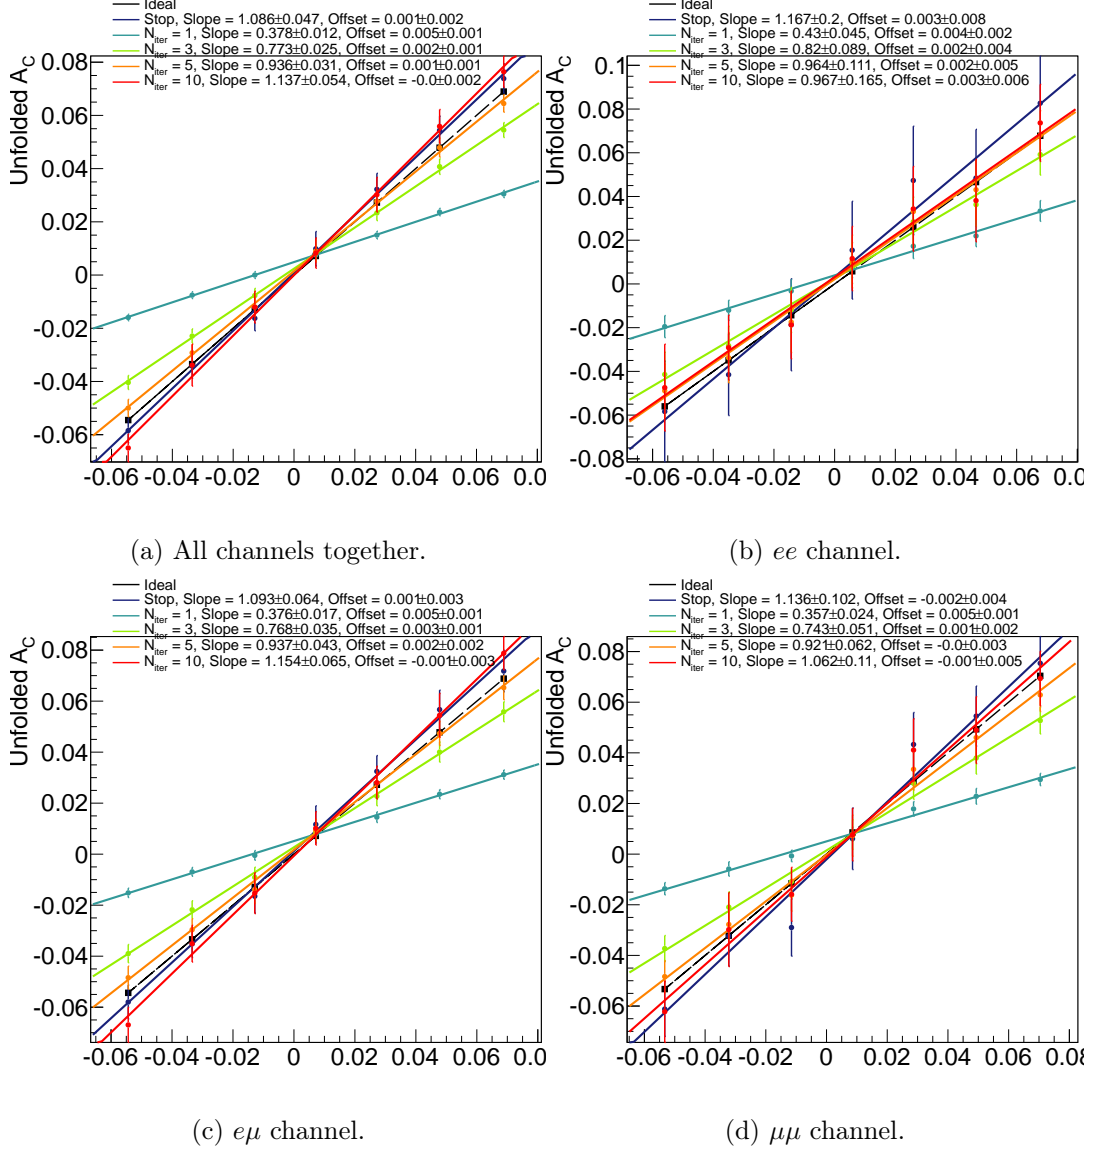 Ideal
Stop, Slope = 1.086±0.047, Offset = 0.001±0.002
N_iter = 1, Slope = 0.378±0.012, Offset = 0.005±0.001
N_iter = 3, Slope = 0.773±0.025, Offset = 0.002±0.001
N_iter = 5, Slope = 0.936±0.031, Offset = 0.001±0.001
N_iter = 10, Slope = 1.137±0.054, Offset = -0.0±0.002
Unfolded A_C
0.08
0.06
0.04
0.02
0
-0.02
-0.04
-0.06
-0.06 -0.04 -0.02 0 0.02 0.04 0.06 0.0
(a) All channels together.
Ideal
Stop, Slope = 1.167±0.2, Offset = 0.003±0.008
N_iter = 1, Slope = 0.43±0.045, Offset = 0.004±0.002
N_iter = 3, Slope = 0.82±0.089, Offset = 0.002±0.004
N_iter = 5, Slope = 0.964±0.111, Offset = 0.002±0.005
N_iter = 10, Slope = 0.967±0.165, Offset = 0.003±0.006
Unfolded A_C
0.1
0.08
0.06
0.04
0.02
0
-0.02
-0.04
-0.06
-0.08
-0.06 -0.04 -0.02 0 0.02 0.04 0.06 0.0
(b) ee channel.
Ideal
Stop, Slope = 1.093±0.064, Offset = 0.001±0.003
N_iter = 1, Slope = 0.376±0.017, Offset = 0.005±0.001
N_iter = 3, Slope = 0.768±0.035, Offset = 0.003±0.001
N_iter = 5, Slope = 0.937±0.043, Offset = 0.002±0.002
N_iter = 10, Slope = 1.154±0.065, Offset = -0.001±0.003
Unfolded A_C
0.08
0.06
0.04
0.02
0
-0.02
-0.04
-0.06
-0.06 -0.04 -0.02 0 0.02 0.04 0.06 0.0
(c) eμ channel.
Ideal
Stop, Slope = 1.136±0.102, Offset = -0.002±0.004
N_iter = 1, Slope = 0.357±0.024, Offset = 0.005±0.001
N_iter = 3, Slope = 0.743±0.051, Offset = 0.001±0.002
N_iter = 5, Slope = 0.921±0.062, Offset = -0.0±0.003
N_iter = 10, Slope = 1.062±0.11, Offset = -0.001±0.005
Unfolded A_C
0.08
0.06
0.04
0.02
0
-0.02
-0.04
-0.06
-0.06 -0.04 -0.02 0 0.02 0.04 0.06 0.08
(d) μμ channel.